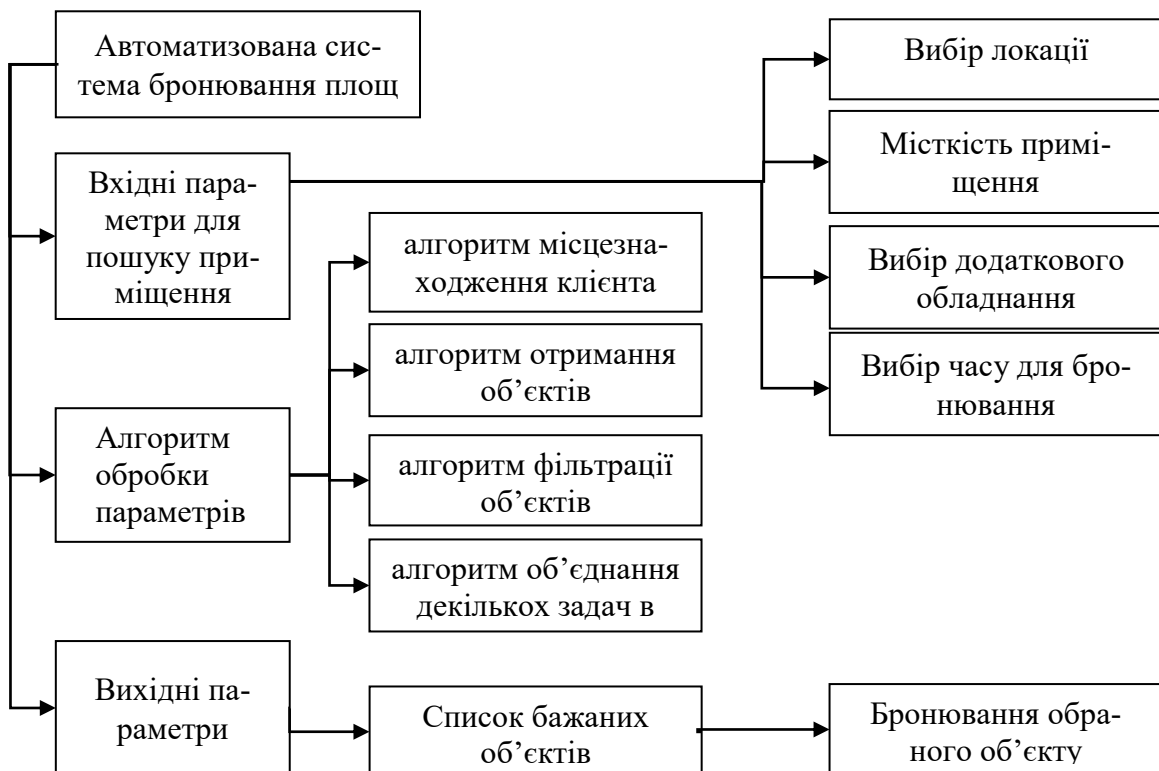 Автоматизована сис-
тема бронювання площ
Вхідні пара-
метри для
пошуку при-
міщення
Алгоритм
обробки
параметрів
Вихідні па-
раметри
алгоритм місцезна-
ходження клієнта
алгоритм отримання
об’єктів
алгоритм фільтрації
об’єктів
алгоритм об’єднання
декількох задач в
Список бажаних
об’єктів
Вибір локації
Місткість примі-
щення
Вибір додаткового
обладнання
Вибір часу для бро-
нювання
Бронювання обра-
ного об’єкту